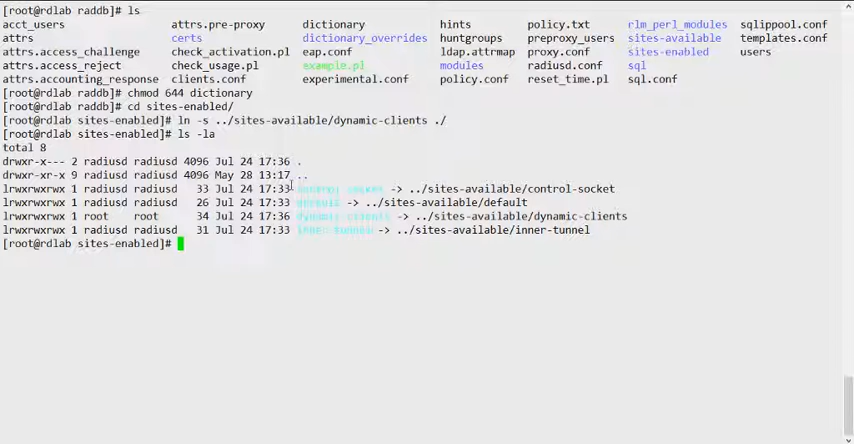 [root@rdlab raddb]# ls
acct_users attrs.pre-proxy dictionary hints policy.txt rlm_perl_modules sqlippool.conf
attrs certs dictionary_overrides huntgroups preproxy_users sites-available templates.conf
attrs.access_challenge check_activation.pl eap.conf ldap.attrmap proxy.conf sites-enabled users
attrs.access_reject check_usage.pl example.pl modules radiusd.conf sql
attrs.accounting_response clients.conf experimental.conf policy.conf reset_time.pl sql.conf
[root@rdlab raddb]# chmod 644 dictionary
[root@rdlab raddb]# cd sites-enabled/
[root@rdlab sites-enabled]# ln -s ../sites-available/dynamic-clients ./
[root@rdlab sites-enabled]# ls -la
total 8
drwxr-x--- 2 radiusd radiusd 4096 Jul 24 17:36 .
drwxr-xr-x 9 radiusd radiusd 4096 May 28 13:17 ..
lrwxrwxrwx 1 radiusd radiusd 33 Jul 24 17:33 control-socket -> ../sites-available/control-socket
lrwxrwxrwx 1 radiusd radiusd 26 Jul 24 17:33 default -> ../sites-available/default
lrwxrwxrwx 1 root root 34 Jul 24 17:36 dynamic-clients -> ../sites-available/dynamic-clients
lrwxrwxrwx 1 radiusd radiusd 31 Jul 24 17:33 inner-tunnel -> ../sites-available/inner-tunnel
[root@rdlab sites-enabled]#